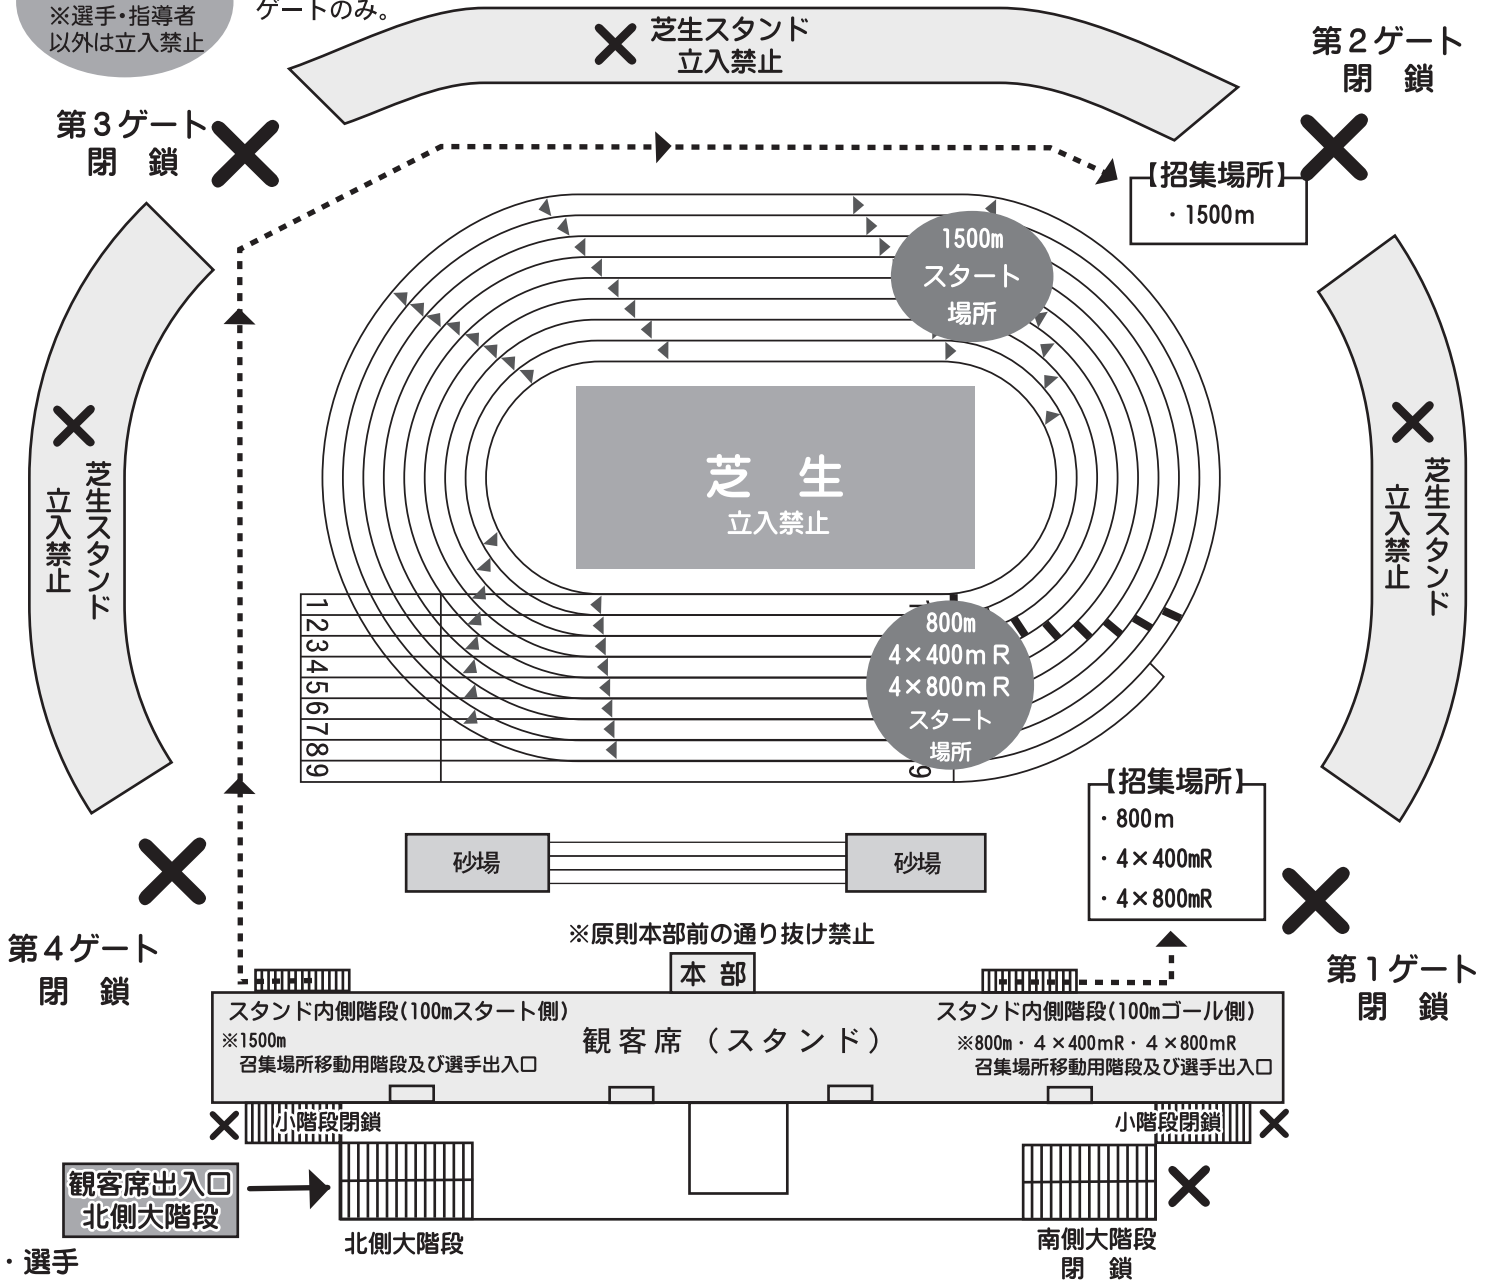 ※選手・指導者
以外は立入禁止
ゲートのみ。
芝生スタンド
立入禁止
第2ゲート
閉　鎖
第3ゲート
閉　鎖
【招集場所】
・1500m
1500m
スタート
場所
芝生スタンド
立入禁止
芝　生
立入禁止
芝生スタンド
立入禁止
1
2
3
4
5
6
7
8
9
800m
4×400mR
4×800mR
スタート
場所
9
【招集場所】
・800m
・4×400mR
・4×800mR
砂場
砂場
第4ゲート
閉　鎖
※原則本部前の通り抜け禁止
本 部
第1ゲート
閉　鎖
スタンド内側階段(100mスタート側)
※1500m
召集場所移動用階段及び選手出入口
観客席（スタンド）
スタンド内側階段(100mゴール側)
※800m・４×400mR・４×800mR
召集場所移動用階段及び選手出入口
小階段閉鎖
小階段閉鎖
観客席出入口
北側大階段
北側大階段
南側大階段
閉　鎖
・選手